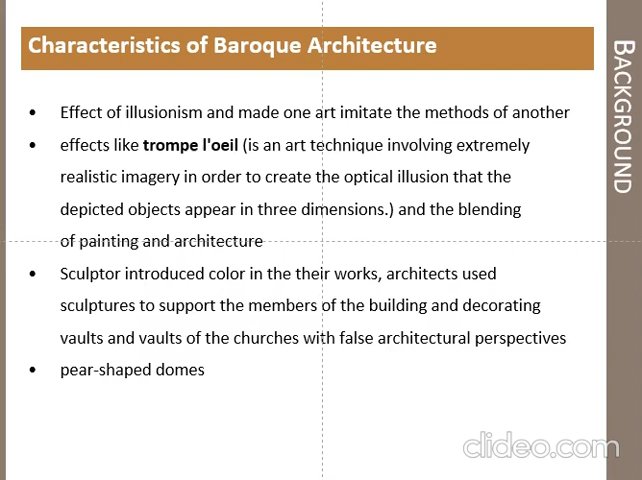 Characteristics of Baroque Architecture
BACKGROUND
• Effect of illusionism and made one art imitate the methods of another
• effects like trompe l'oeil (is an art technique involving extremely
realistic imagery in order to create the optical illusion that the
depicted objects appear in three dimensions.) and the blending
of painting and architecture
• Sculptor introduced color in the their works, architects used
sculptures to support the members of the building and decorating
vaults and vaults of the churches with false architectural perspectives
• pear-shaped domes
clideo.com